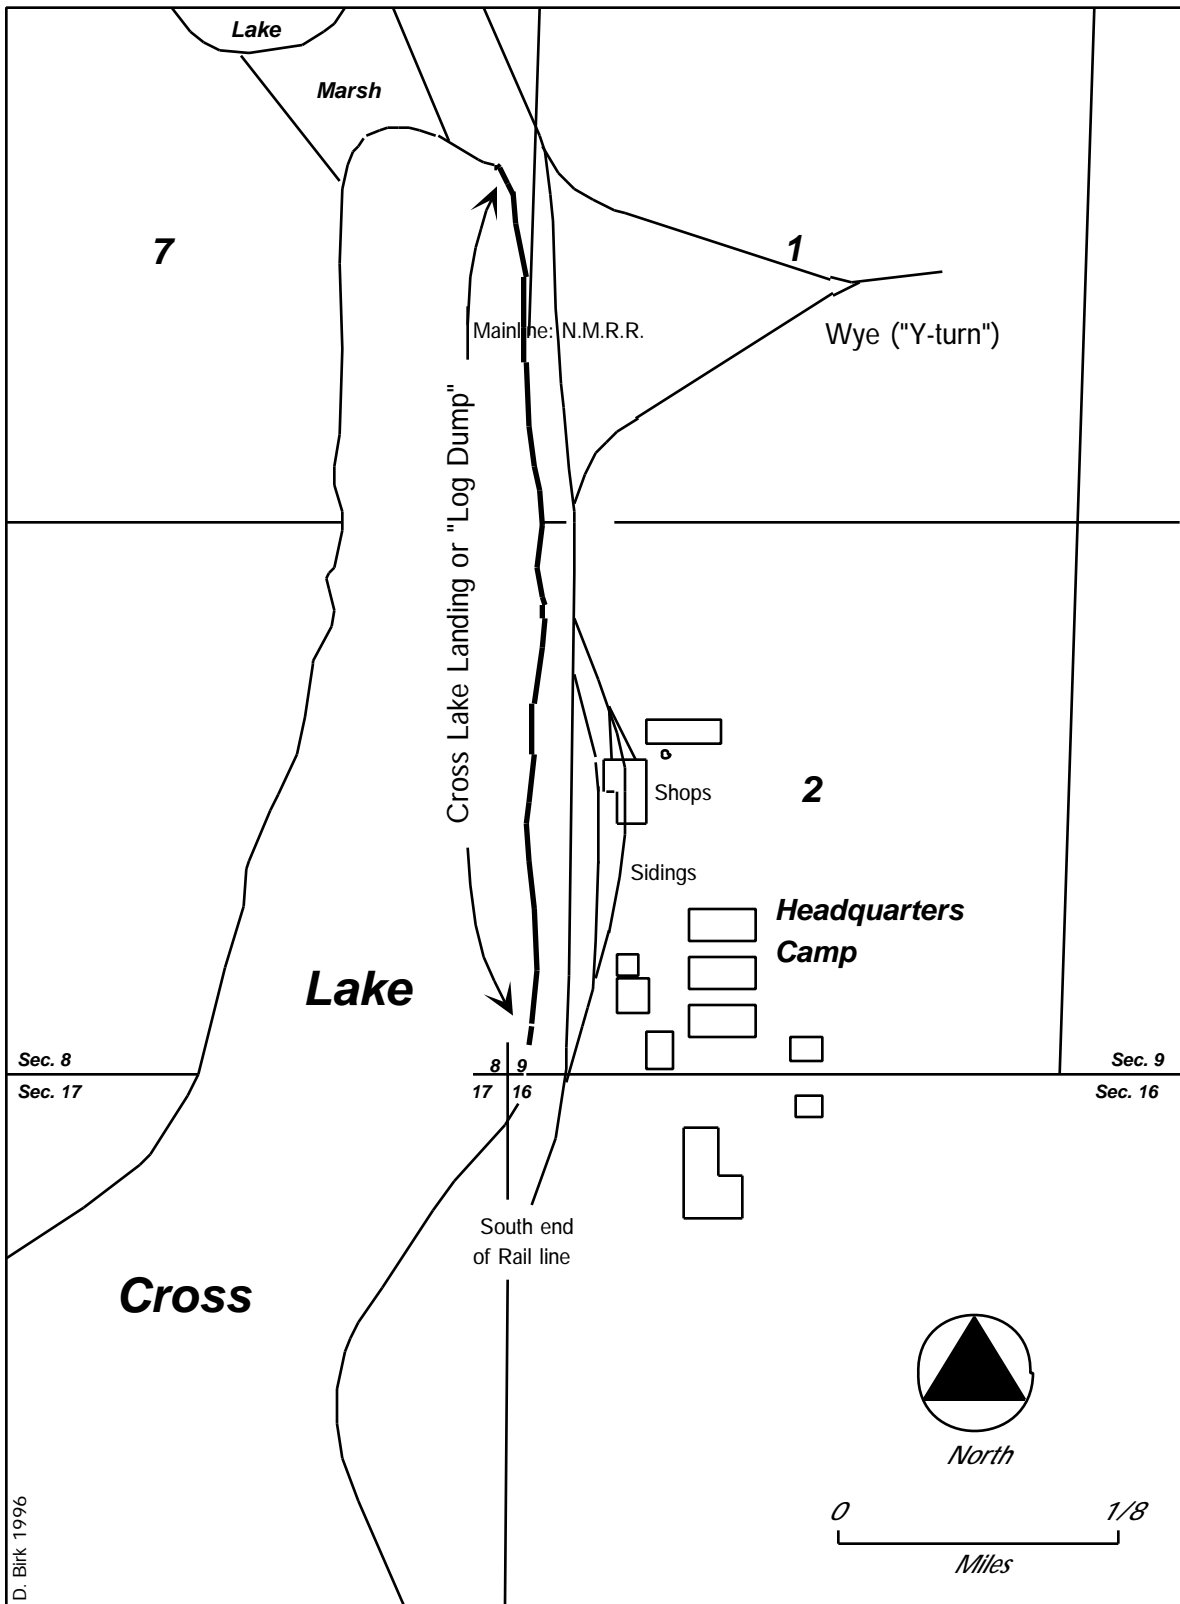 Lake
Marsh
7
1
Mainline: N.M.R.R.
Wye ("Y-turn")
Cross Lake Landing or "Log Dump"
Shops
2
Sidings
Headquarters
Camp
Lake
Sec. 8
8 9
Sec. 9
Sec. 17
17 16
Sec. 16
South end
of Rail line
Cross
North
0 1/8
Miles
D. Birk 1996